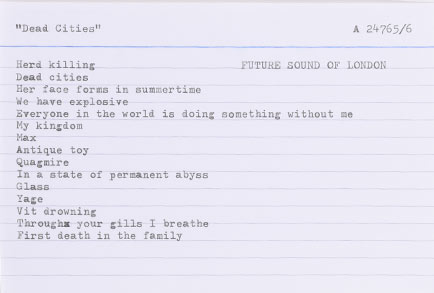 "Dead Cities" A 24765/6
Herd killing FUTURE SOUND OF LONDON
Dead cities
Her face forms in summertime
We have explosive
Everyone in the world is doing something without me
My kingdom
Max
Antique toy
Quagmire
In a state of permanent abyss
Glass
Yage
Vit drowning
Through your gills I breathe
First death in the family